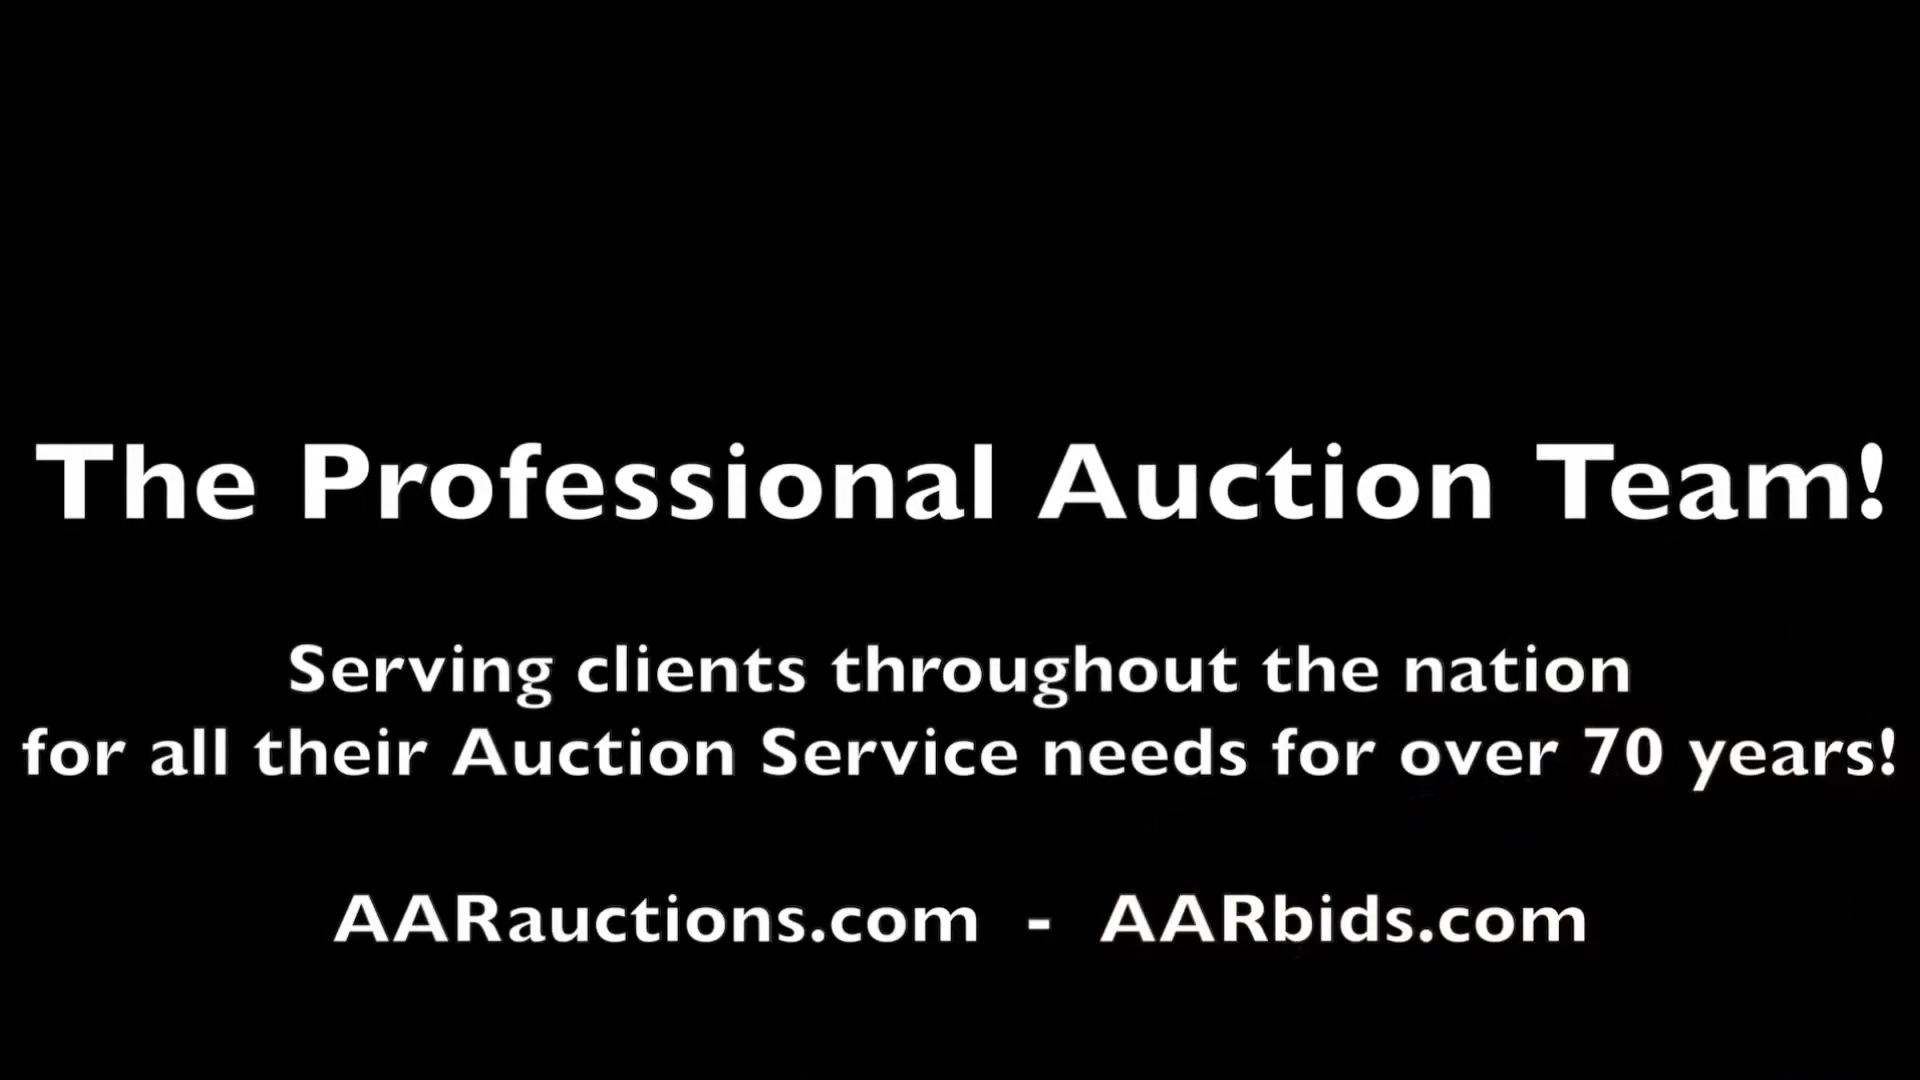 The Professional Auction Team!
Serving clients throughout the nation
for all their Auction Service needs for over 70 years!
AARauctions.com - AARbids.com